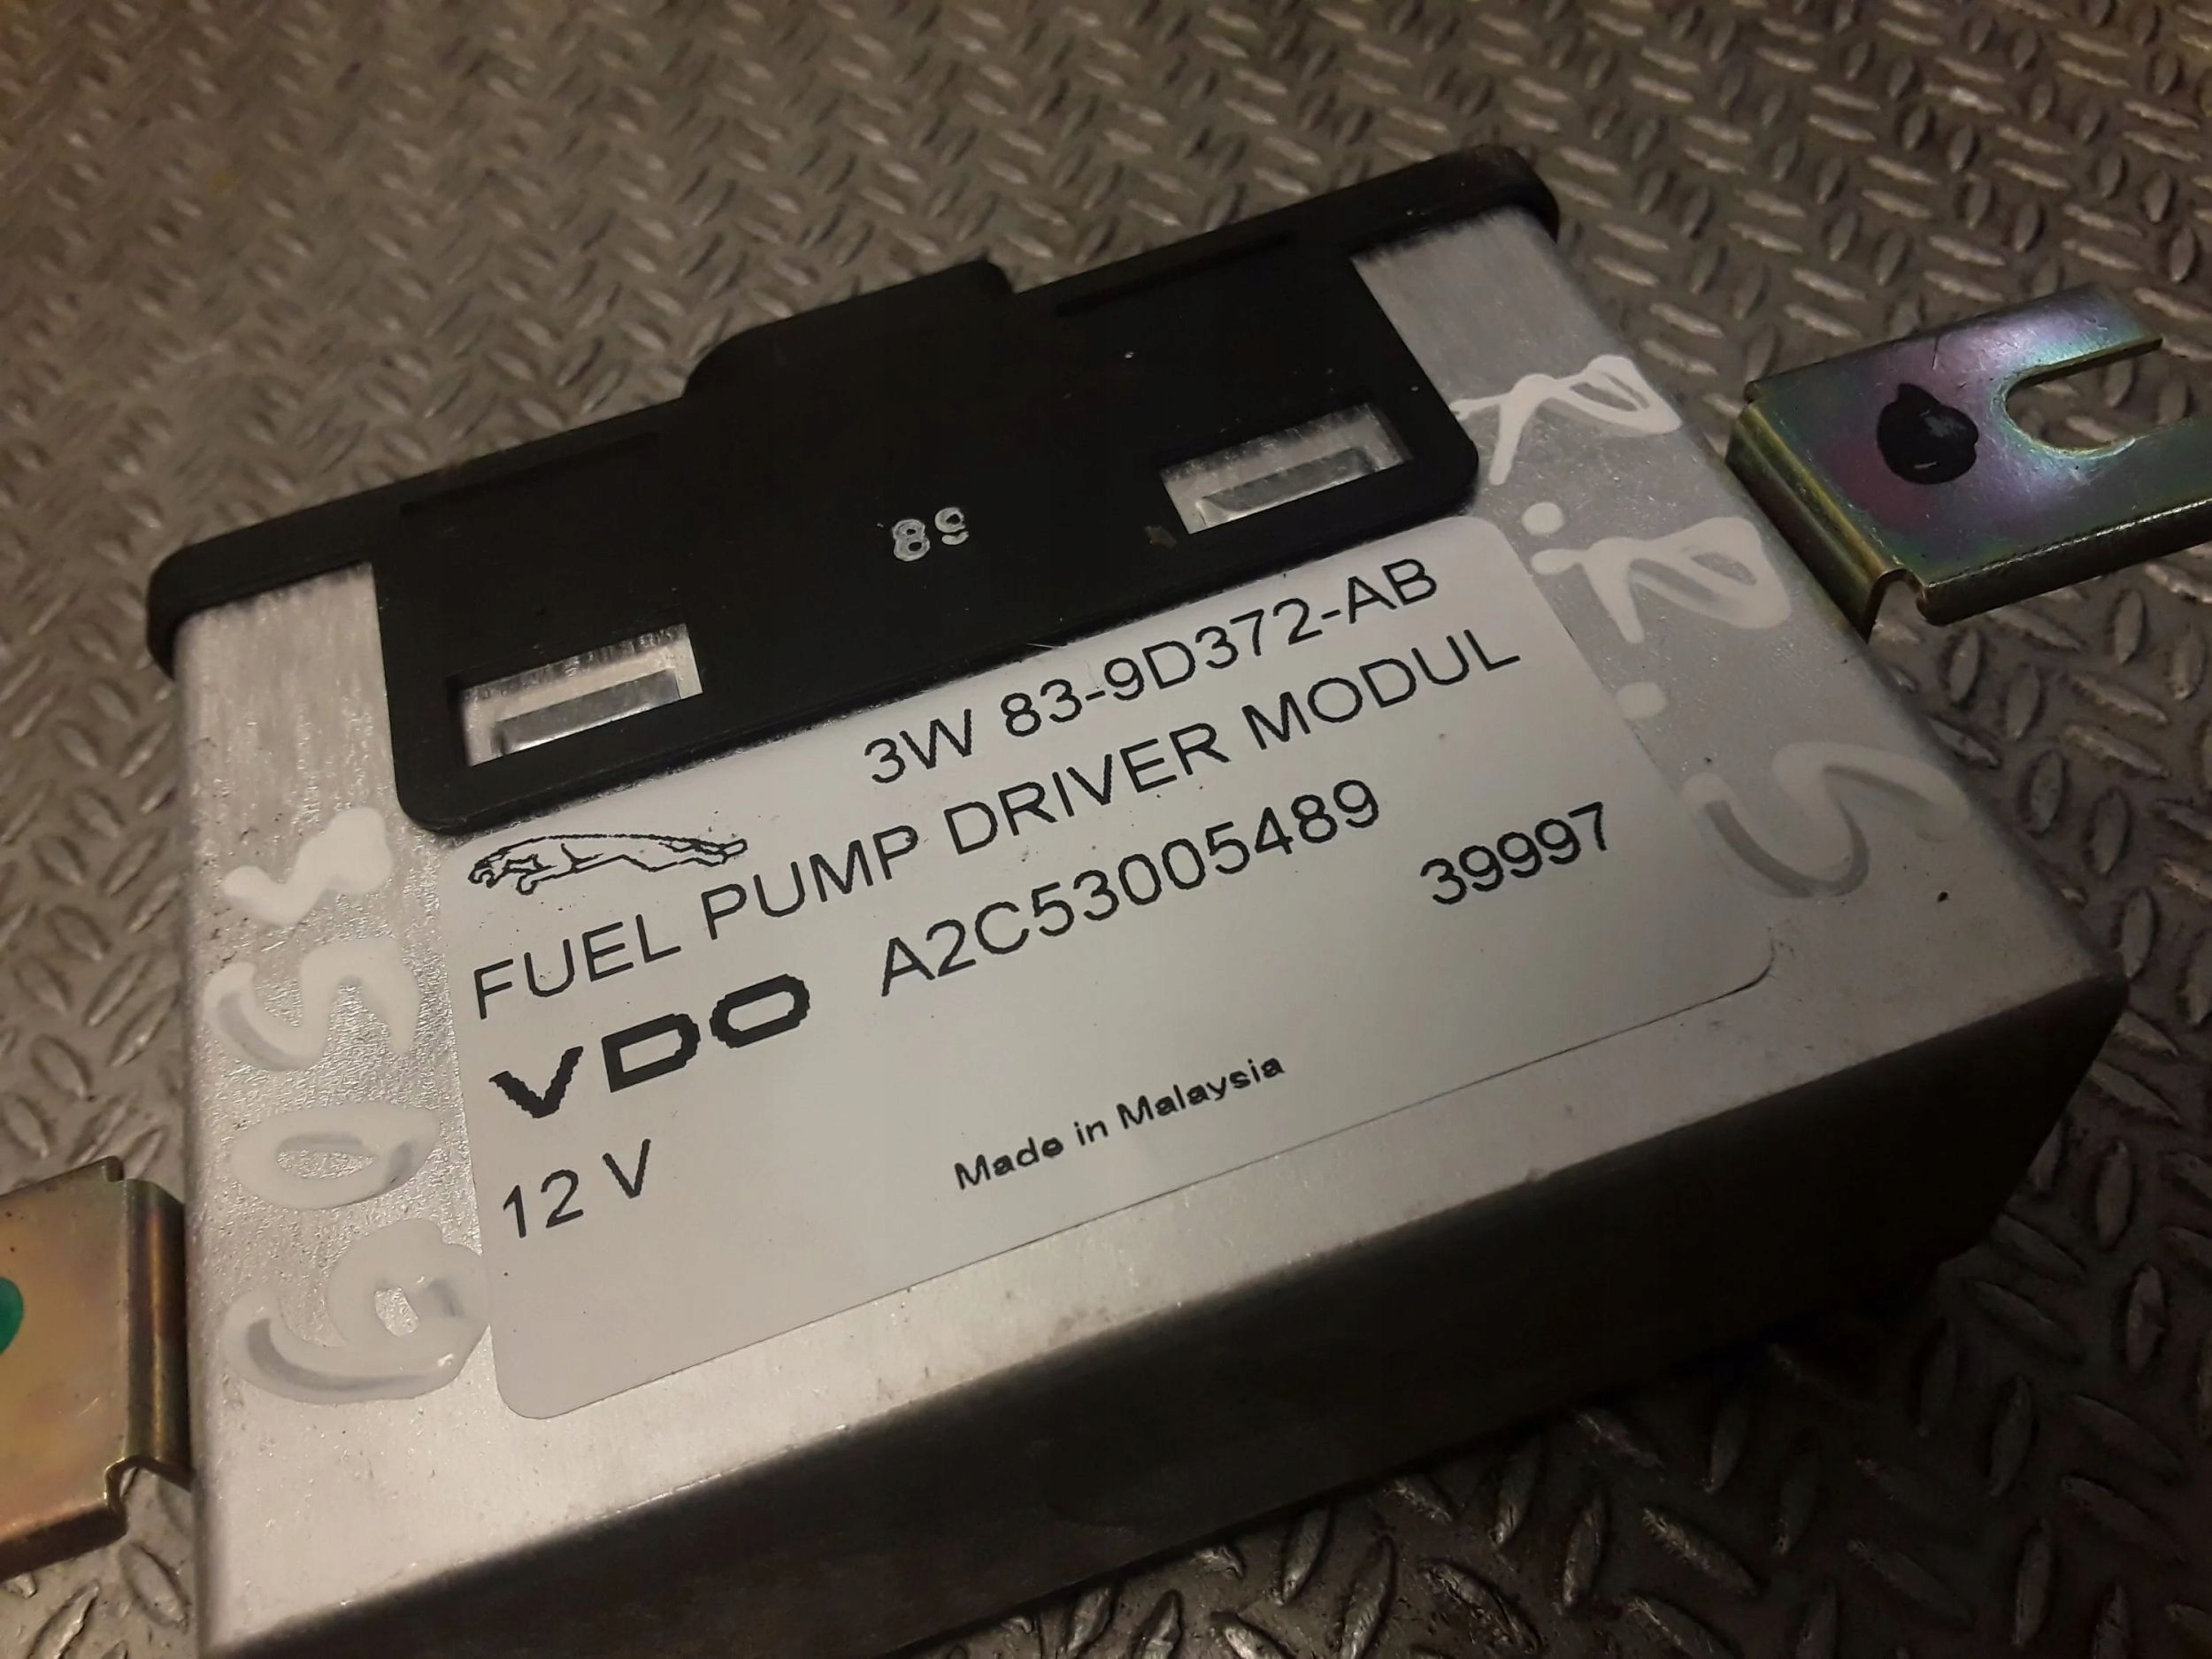 89
3W 83-9D372-AB
FUEL PUMP DRIVER MODUL
VDO A2C53005489
39997
12 V
Made in Malaysia
R.R.S